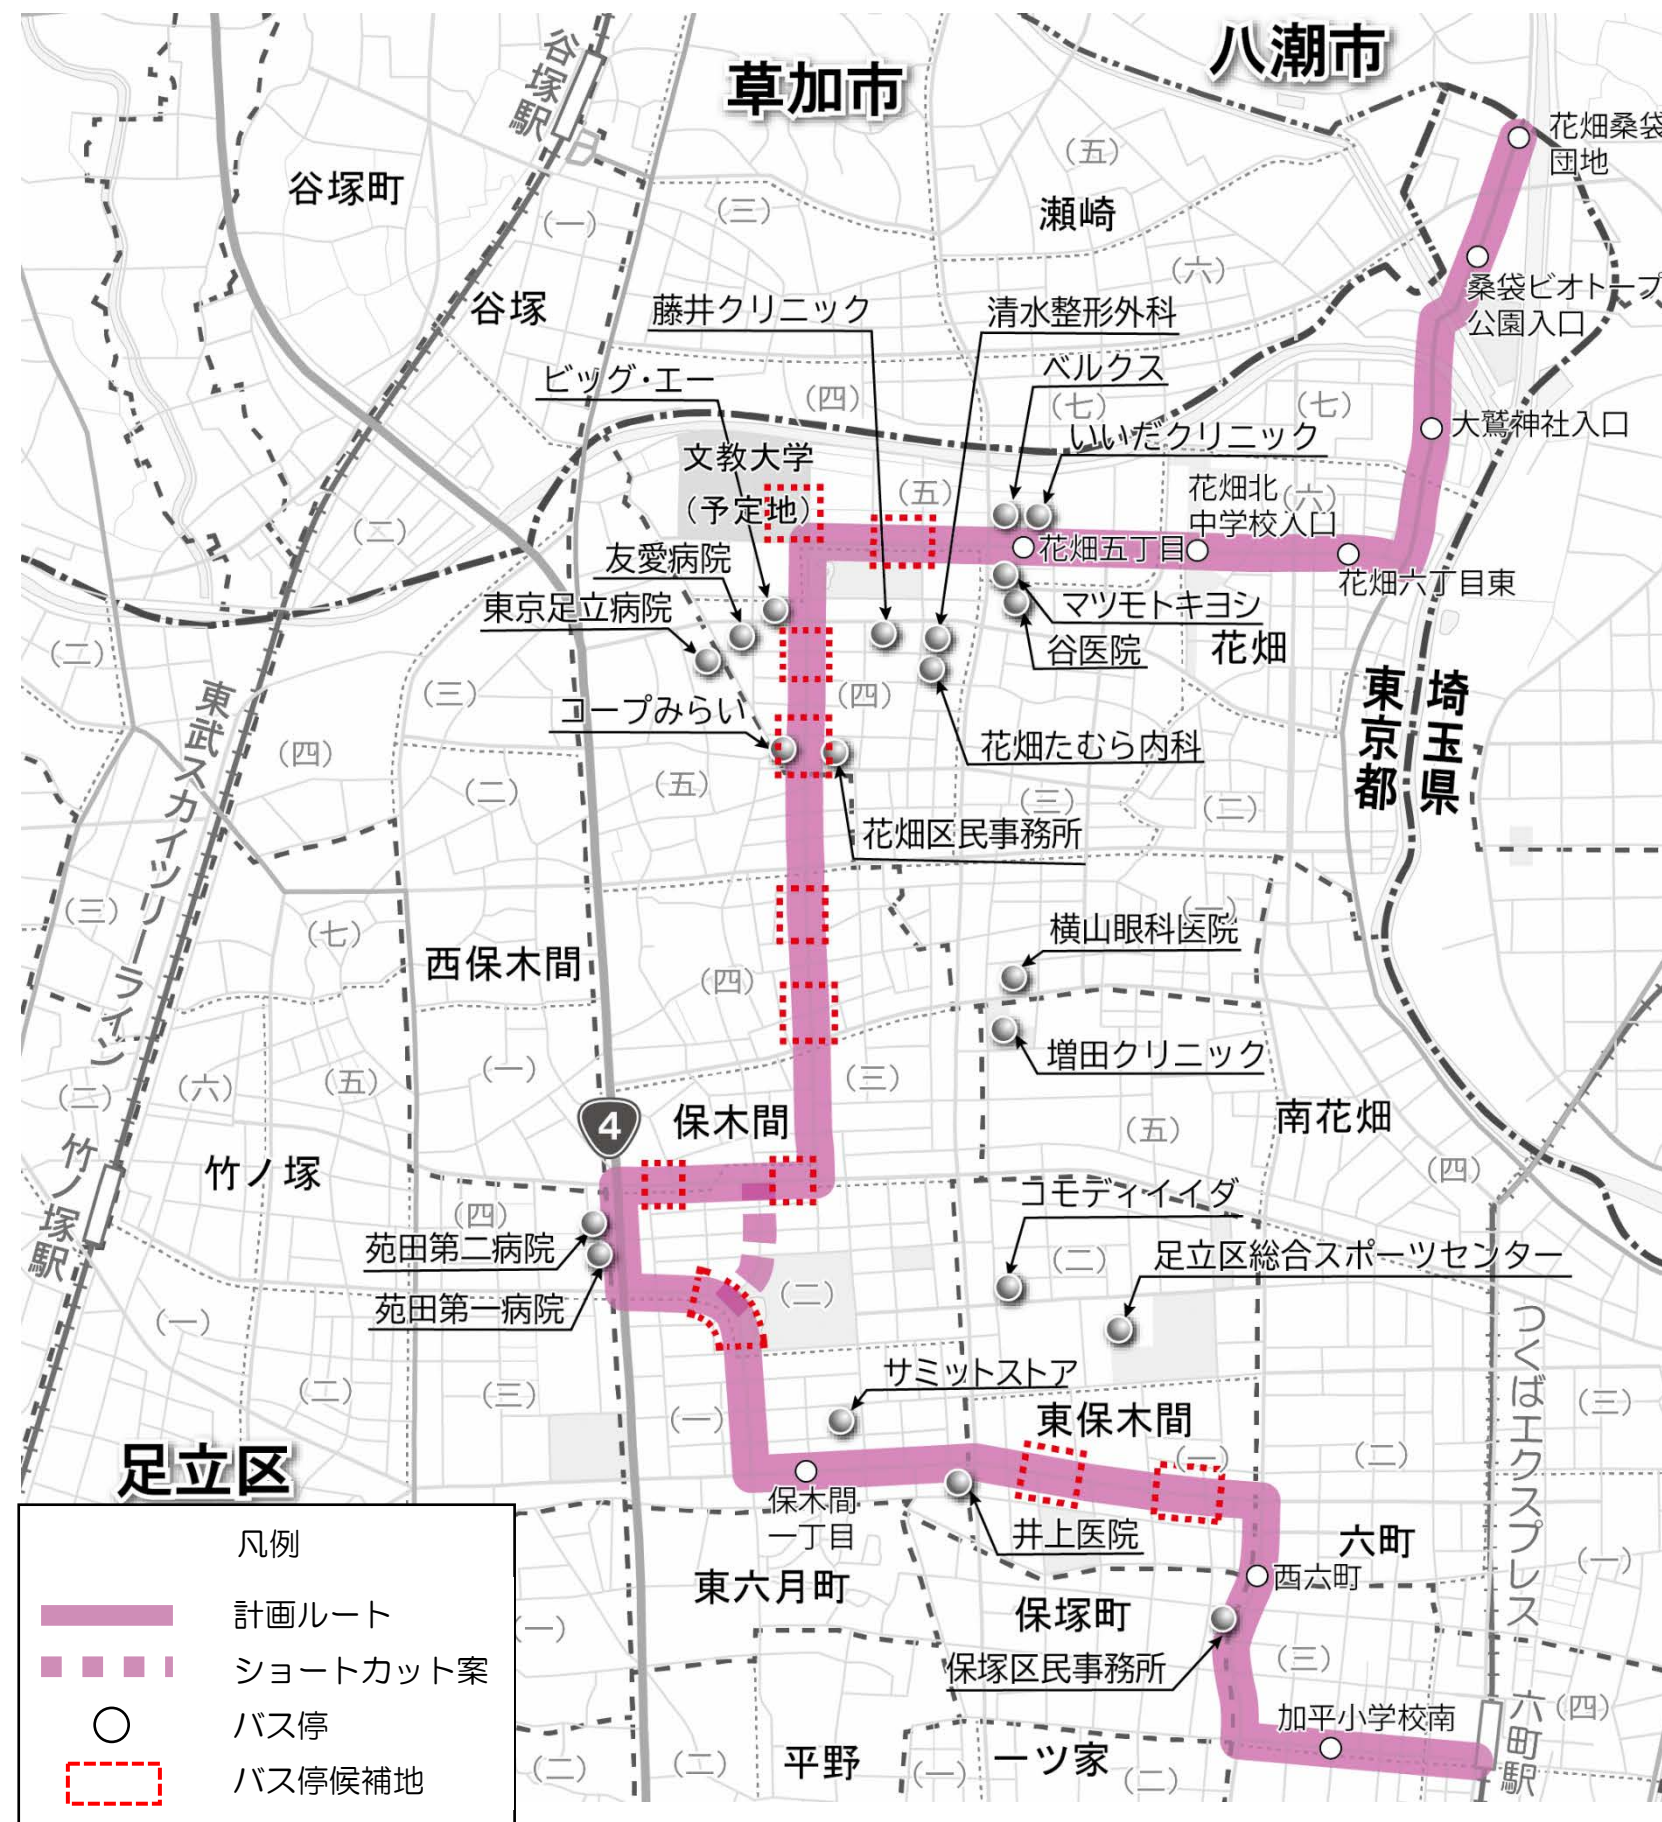 八潮市
草加市
谷塚駅
花畑桑袋
団地
(五)
谷塚町
(三)
(一)
瀬崎
(六)
谷塚
桑袋ビオトープ
公園入口
藤井クリニック
清水整形外科
ベルクス
ビッグ・エー
(四)
(七)
(七)
大鷲神社入口
いいだクリニック
文教大学
(予定地)
(五)
花畑北
中学校入口
(六)
(二)
花畑五丁目
花畑六丁目東
友愛病院
東京足立病院
マツモトキヨシ
谷医院
花畑
(二)
(三)
(四)
コープみらい
花畑たむら内科
東京都
埼玉県
東武スカイツリーライン
(四)
(二)
(五)
(三)
(二)
花畑区民事務所
(三)
(七)
(一)
横山眼科医院
西保木間
(四)
増田クリニック
(二)
(六)
(五)
(一)
(三)
4
保木間
(五)
南花畑
(四)
竹ノ塚
竹ノ塚駅
コモディイイダ
(四)
苑田第二病院
(二)
足立区総合スポーツセンター
苑田第一病院
(二)
(一)
つくばエクスプレス
サミットストア
(二)
(三)
(一)
東保木間
(一)
(二)
(三)
足立区
保木間
一丁目
井上医院
六町
西六町
(一)
東六月町
保塚町
(一)
保塚区民事務所
(三)
加平小学校南
六町駅
(四)
平野
一ツ家
(二)
(二)
(一)
(二)
凡例
計画ルート
ショートカット案
バス停
バス停候補地